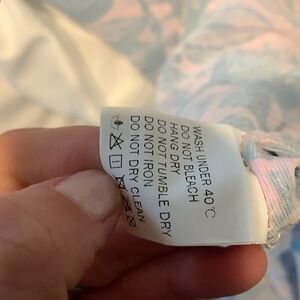 WASH UNDER 40°C
DO NOT BLEACH
HANG DRY
DO NOT TUMBLE DRY
DO NOT IRON
DO NOT DRY CLEAN